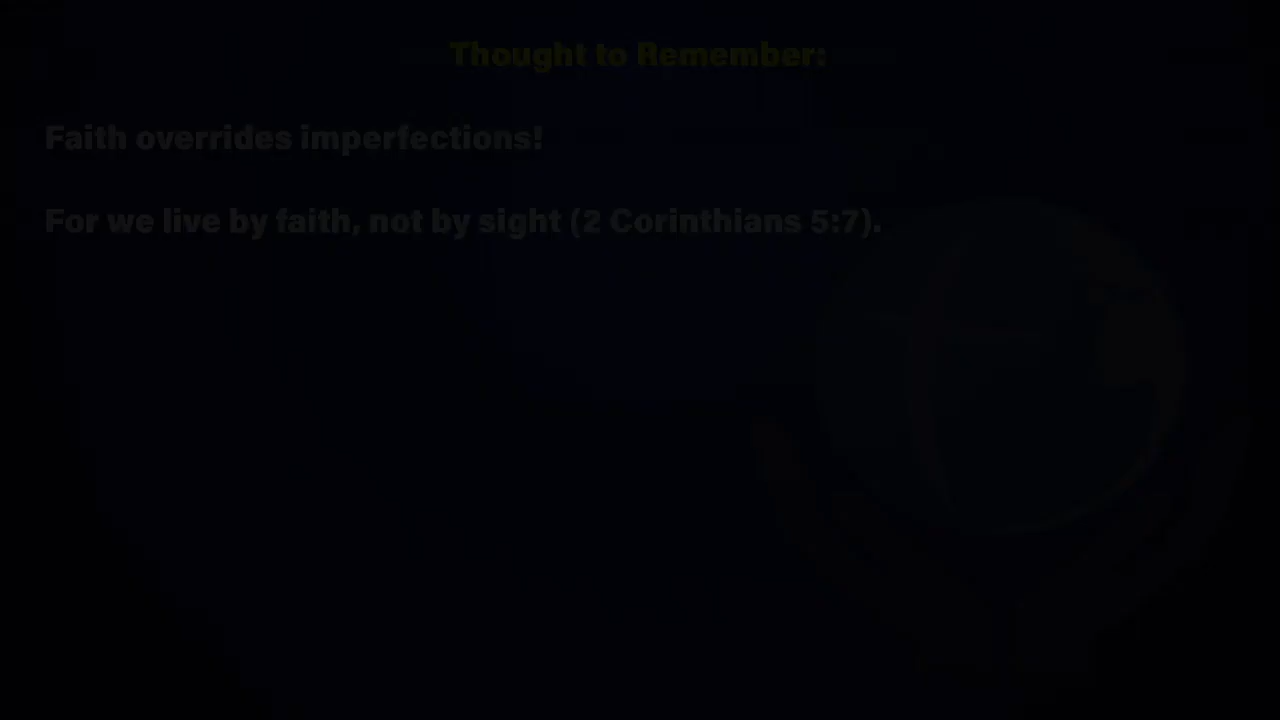 Thought to Remember:
Faith overrides imperfections!
For we live by faith, not by sight (2 Corinthians 5:7).